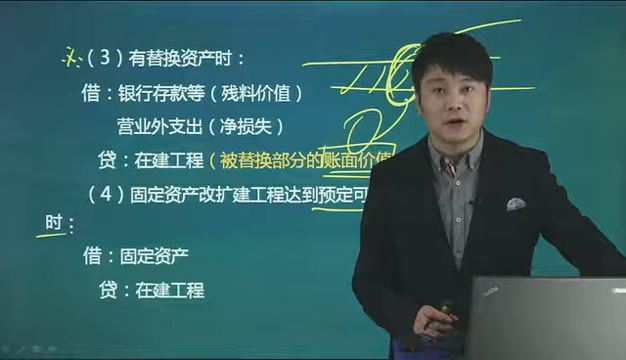 （3）有替换资产时：
借：银行存款等（残料价值）
营业外支出（净损失）
贷：在建工程（被替换部分的账面价值
（4）固定资产改扩建工程达到预定可
时：
借：固定资产
贷：在建工程
ThinkPad